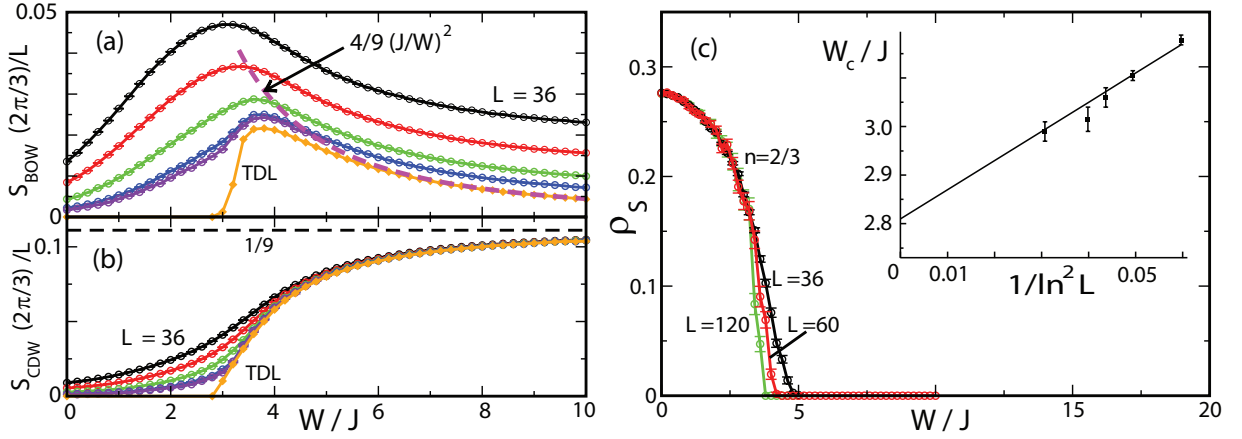 (a)
S_BOW (2π/3)/L
0.05
0
4/9 (J/W)²
L = 36
TDL
(b)
S_CDW (2π/3) /L
0.1
0
1/9
L = 36
TDL
0 2 4 6 8 10
W / J
(c)
ρ_S
0.3
0.2
0.1
0
n=2/3
L = 36
L = 120
L = 60
0 5 10 15 20
W / J
W_c / J
3.0
2.9
2.8
0 0.01 0.05
1/ln² L